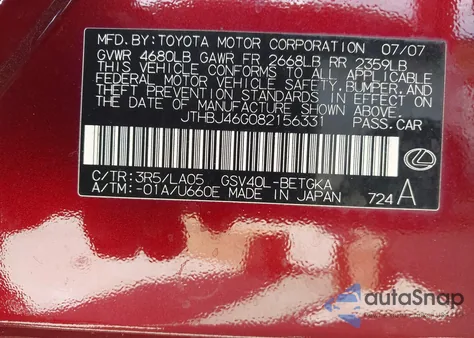 MFD. BY: TOYOTA MOTOR CORPORATION 07/07
GVWR 4680LB GAWR FR 2668LB RR 2359LB
THIS VEHICLE CONFORMS TO ALL APPLICABLE
FEDERAL MOTOR VEHICLE SAFETY, BUMPER, AND
THEFT PREVENTION STANDARDS IN EFFECT ON
THE DATE OF MANUFACTURE SHOWN ABOVE.
JTHBJ46G082156331 PASS.CAR
C/TR: 3R5/LA05 GSV40L-BETGKA
A/TM: -01A/U660E MADE IN JAPAN 724 A
autoSnap